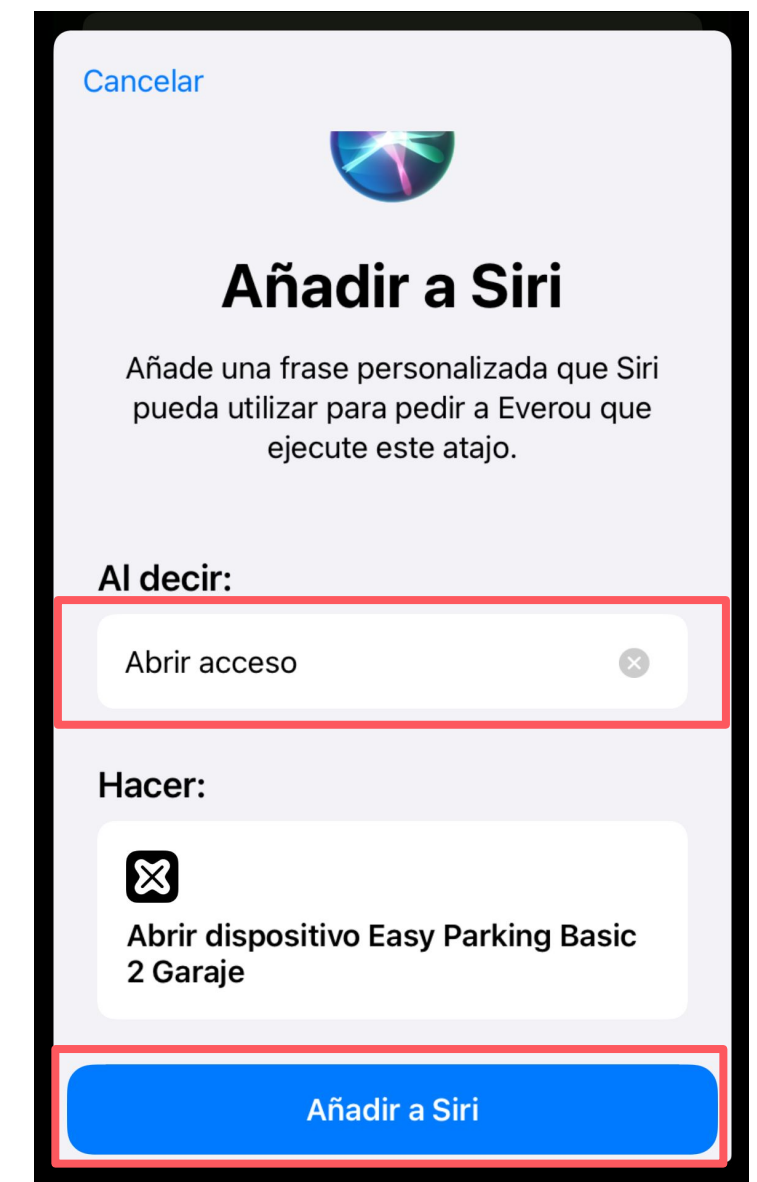 Cancelar
Añadir a Siri
Añade una frase personalizada que Siri
pueda utilizar para pedir a Everou que
ejecute este atajo.
Al decir:
Abrir acceso
Hacer:
Abrir dispositivo Easy Parking Basic
2 Garaje
Añadir a Siri